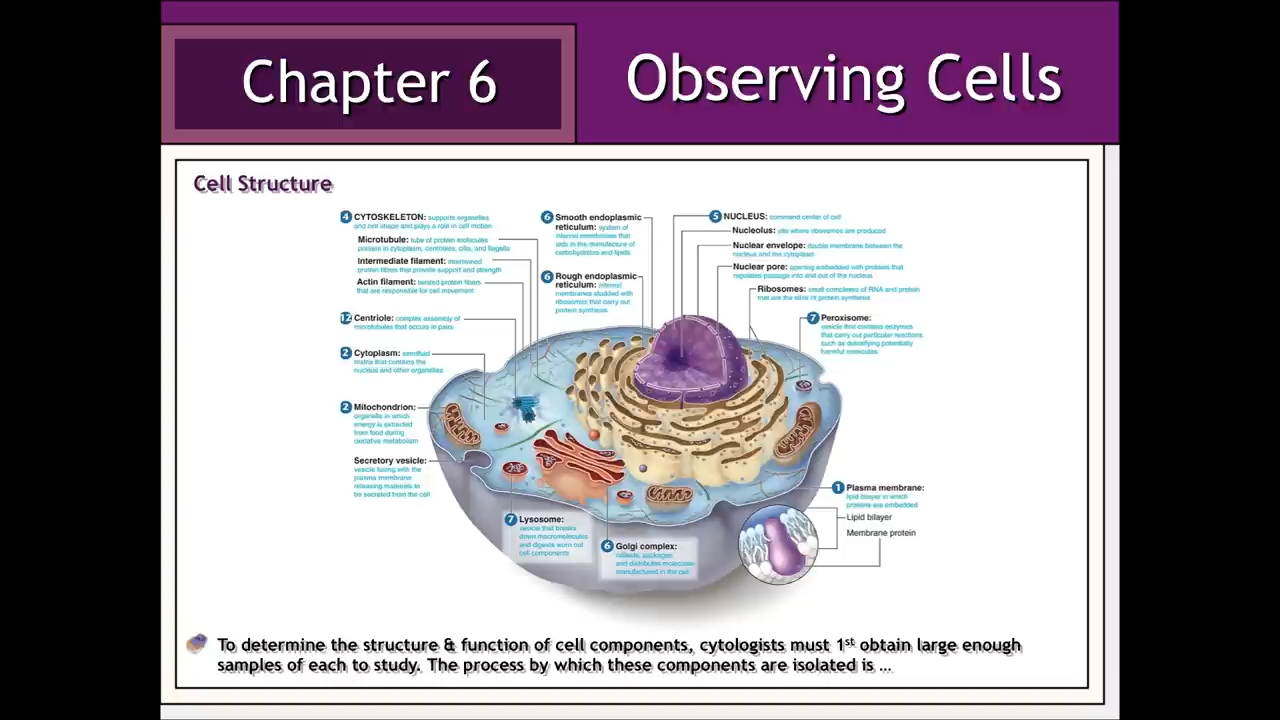 Chapter 6
Observing Cells
Cell Structure
4 CYTOSKELETON: supports organelles
and cell shape and plays a role in cell motion
Microtubule: tube of protein molecules
present in cytoplasm, centrioles, cilia, and flagella
Intermediate filament: intertwined
protein fibers that provide support and strength
Actin filament: twisted protein fibers
that are responsible for cell movement
12 Centriole: complex assembly of
microtubules that occurs in pairs
2 Cytoplasm: semifluid
matrix that contains the
nucleus and other organelles
2 Mitochondrion:
organelle in which
energy is extracted
from food during
oxidative metabolism
Secretory vesicle:
vesicle fusing with the
plasma membrane
releasing materials to
be secreted from the cell
6 Smooth endoplasmic
reticulum: system of
internal membranes that
aids in the manufacture of
carbohydrates and lipids
6 Rough endoplasmic
reticulum: internal
membranes studded with
ribosomes that carry out
protein synthesis
5 NUCLEUS: command center of cell
Nucleolus: site where ribosomes are produced
Nuclear envelope: double membrane between the
nucleus and the cytoplasm
Nuclear pore: opening embedded with proteins that
regulates passage into and out of the nucleus
Ribosomes: small complexes of RNA and protein
that are the sites of protein synthesis
7 Peroxisome:
vesicle that contains enzymes
that carry out particular reactions,
such as detoxifying potentially
harmful molecules
7 Lysosome:
vesicle that breaks
down macromolecules
and digests worn out
cell components
6 Golgi complex:
collects, packages,
and distributes molecules
manufactured in the cell
1 Plasma membrane:
lipid bilayer in which
proteins are embedded
Lipid bilayer
Membrane protein
To determine the structure & function of cell components, cytologists must 1st obtain large enough
samples of each to study. The process by which these components are isolated is …